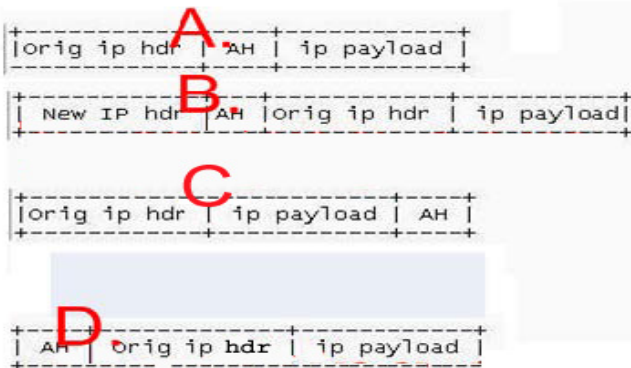 A.
|Orig ip hdr | AH | ip payload |
B.
| New IP hdr |AH |Orig ip hdr | ip payload|
C
|Orig ip hdr | ip payload | AH |
D.
| AH | Orig ip hdr | ip payload |